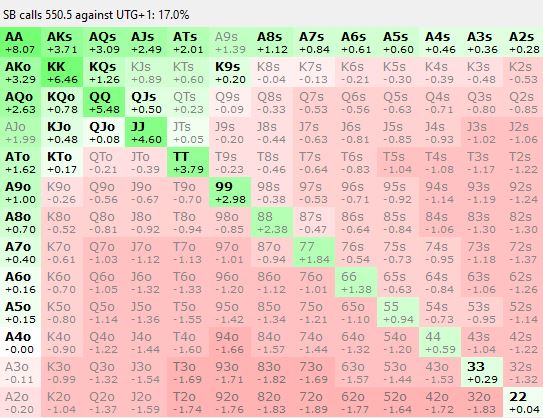 SB calls 550.5 against UTG+1: 17.0%
AA AKs AQs AJs ATs A9s A8s A7s A6s A5s A4s A3s A2s
+8.07 +3.71 +3.09 +2.49 +2.01 +1.39 +1.12 +0.84 +0.61 +0.60 +0.46 +0.36 +0.28
AKo KK KQs KJs KTs K9s K8s K7s K6s K5s K4s K3s K2s
+3.29 +6.46 +1.26 +0.89 +0.60 +0.20 -0.04 -0.13 -0.21 -0.30 -0.39 -0.48 -0.53
AQo KQo QQ QJs QTs Q9s Q8s Q7s Q6s Q5s Q4s Q3s Q2s
+2.63 +0.78 +5.48 +0.50 +0.23 -0.09 -0.33 -0.53 -0.56 -0.63 -0.71 -0.80 -0.85
AJo KJo QJo JJ JTs J9s J8s J7s J6s J5s J4s J3s J2s
+1.99 +0.48 +0.08 +4.60 +0.05 -0.20 -0.44 -0.63 -0.81 -0.85 -0.93 -1.02 -1.06
ATo KTo QTo JTo TT T9s T8s T7s T6s T5s T4s T3s T2s
+1.62 +0.17 -0.21 -0.39 +3.79 -0.23 -0.46 -0.65 -0.83 -1.04 -1.08 -1.17 -1.22
A9o K9o Q9o J9o T9o 99 98s 97s 96s 95s 94s 93s 92s
+1.00 -0.26 -0.56 -0.67 -0.70 +2.98 -0.38 -0.53 -0.71 -0.92 -1.14 -1.19 -1.24
A8o K8o Q8o J8o T8o 98o 88 87s 86s 85s 84s 83s 82s
+0.70 -0.52 -0.81 -0.92 -0.94 -0.85 +2.38 -0.47 -0.64 -0.84 -1.06 -1.30 -1.30
A7o K7o Q7o J7o T7o 97o 87o 77 76s 75s 74s 73s 72s
+0.40 -0.61 -1.03 -1.12 -1.13 -1.01 -0.94 +1.84 -0.54 -0.73 -0.95 -1.18 -1.37
A6o K6o Q6o J6o T6o 96o 86o 76o 66 65s 64s 63s 62s
+0.16 -0.70 -1.05 -1.32 -1.33 -1.20 -1.12 -1.01 +1.38 -0.63 -0.84 -1.06 -1.26
A5o K5o Q5o J5o T5o 95o 85o 75o 65o 55 54s 53s 52s
+0.15 -0.80 -1.14 -1.36 -1.55 -1.42 -1.34 -1.21 -1.10 +0.94 -0.73 -0.95 -1.14
A4o K4o Q4o J4o T4o 94o 84o 74o 64o 54o 44 43s 42s
-0.00 -0.90 -1.22 -1.44 -1.60 -1.66 -1.57 -1.44 -1.32 -1.20 +0.59 -1.04 -1.22
A3o K3o Q3o J3o T3o 93o 83o 73o 63o 53o 43o 33 32s
-0.11 -0.99 -1.32 -1.54 -1.69 -1.71 -1.82 -1.69 -1.57 -1.44 -1.53 +0.29 -1.32
A2o K2o Q2o J2o T2o 92o 82o 72o 62o 52o 42o 32o 22
-0.20 -1.04 -1.37 -1.59 -1.74 -1.76 -1.83 -1.89 -1.77 -1.64 -1.72 -1.83 +0.04